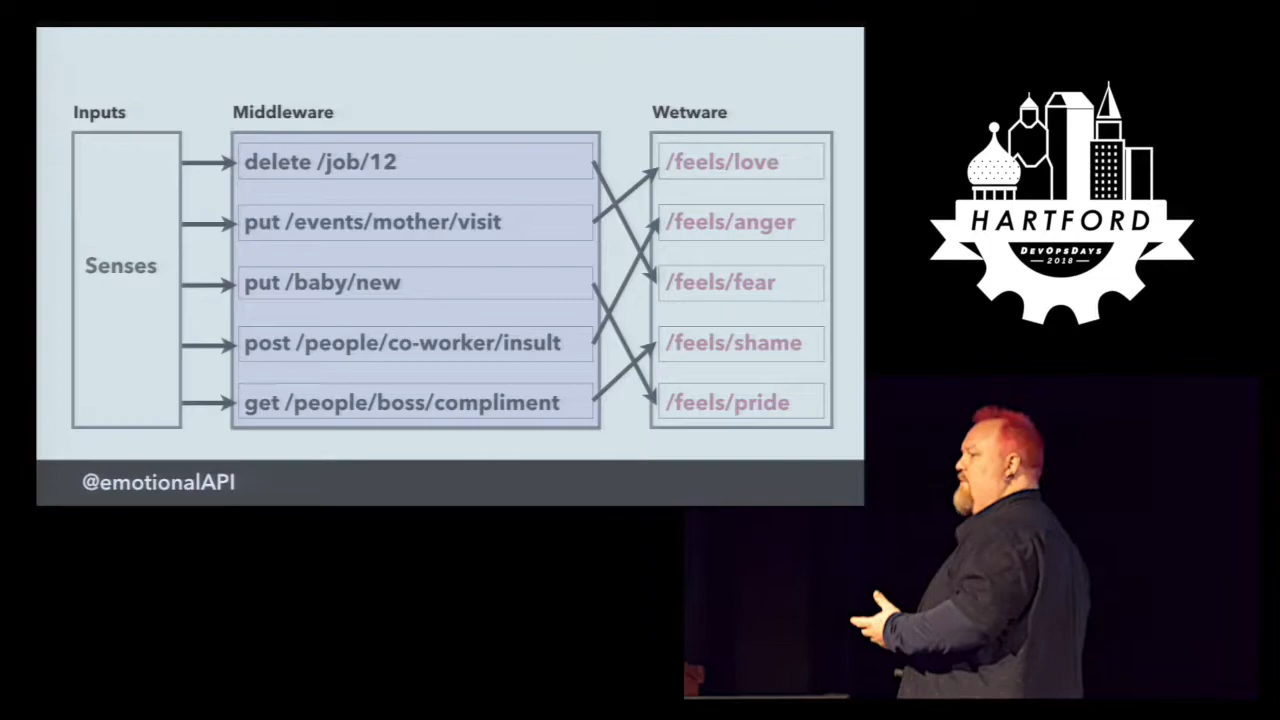 Inputs
Middleware
Wetware
Senses
delete /job/12
put /events/mother/visit
put /baby/new
post /people/co-worker/insult
get /people/boss/compliment
/feels/love
/feels/anger
/feels/fear
/feels/shame
/feels/pride
@emotionalAPI
HARTFORD
DevOpsDays
2018